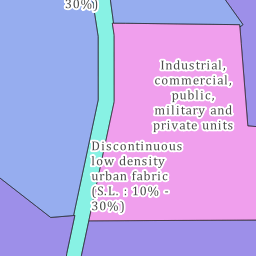 30%)
Industrial,
commercial,
public,
military and
private units
Discontinuous
low density
urban fabric
(S.L. : 10% -
30%)